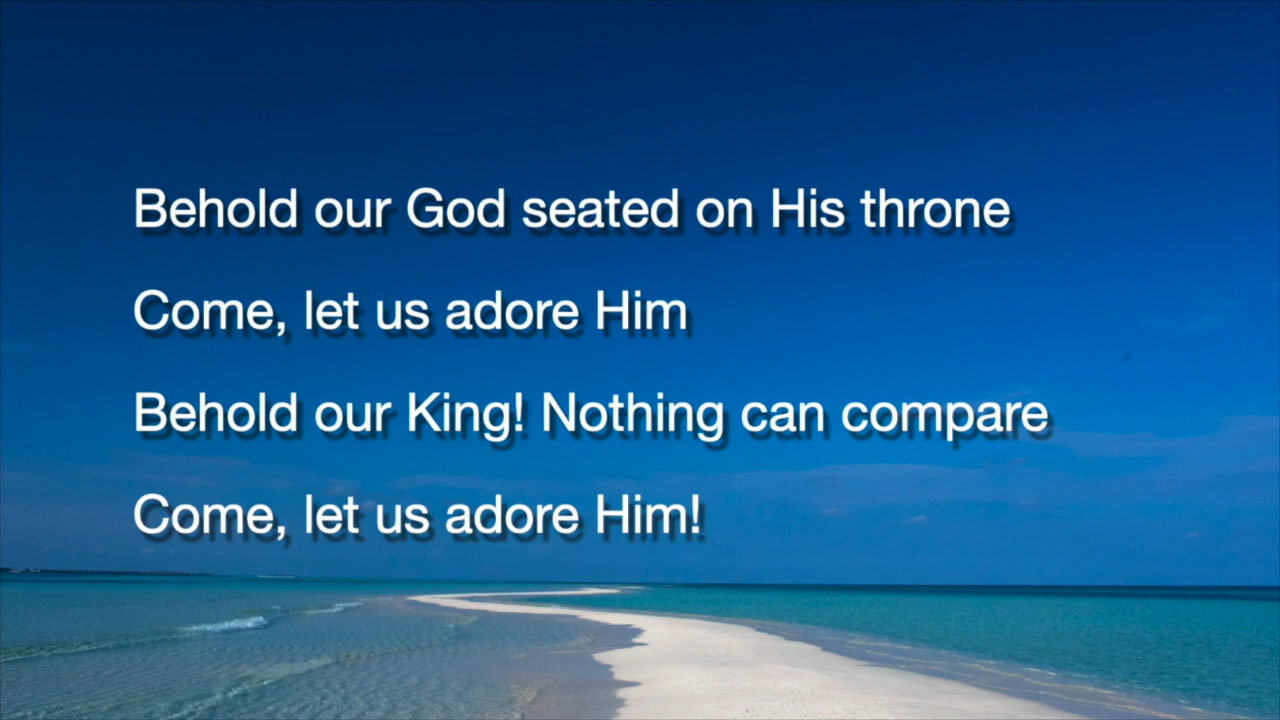 Behold our God seated on His throne
Come, let us adore Him
Behold our King! Nothing can compare
Come, let us adore Him!